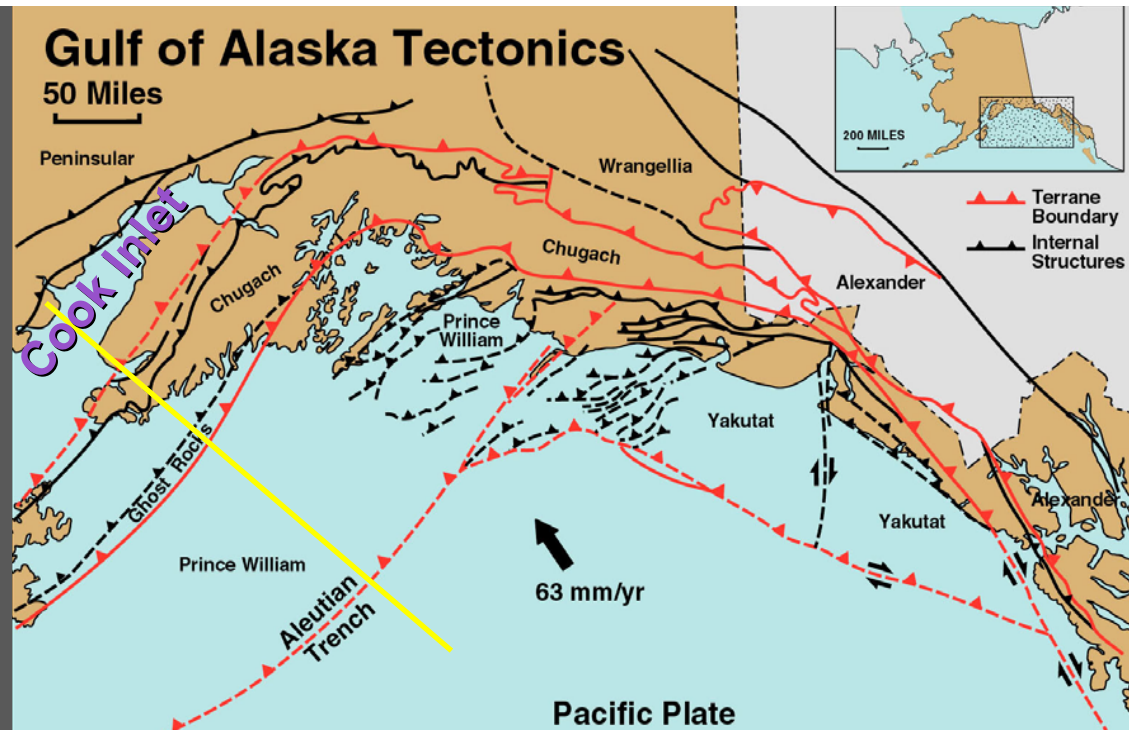 Gulf of Alaska Tectonics
50 Miles
200 MILES
Peninsular
Wrangellia
Terrane
Boundary
Internal
Structures
Cook Inlet
Chugach
Chugach
Alexander
Prince
William
Yakutat
Ghost Rocks
Alexander
Yakutat
Prince William
63 mm/yr
Aleutian
Trench
Pacific Plate